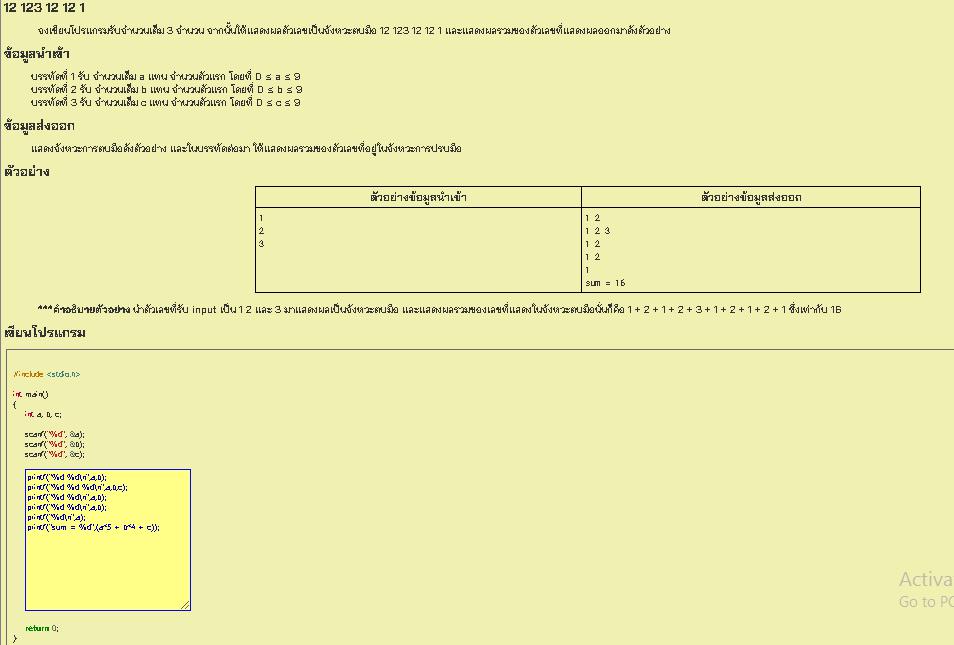 12 123 12 12 1
จงเขียนโปรแกรมรับจำนวนเต็ม 3 จำนวน จากนั้นให้แสดงผลตัวเลขเป็นจังหวะตบมือ 12 123 12 12 1 และแสดงผลรวมของตัวเลขที่แสดงผลออกมาดังตัวอย่าง
ข้อมูลนำเข้า
บรรทัดที่ 1 รับ จำนวนเต็ม a แทน จำนวนตัวแรก โดยที่ 0 ≤ a ≤ 9
บรรทัดที่ 2 รับ จำนวนเต็ม b แทน จำนวนตัวแรก โดยที่ 0 ≤ b ≤ 9
บรรทัดที่ 3 รับ จำนวนเต็ม c แทน จำนวนตัวแรก โดยที่ 0 ≤ c ≤ 9
ข้อมูลส่งออก
แสดงจังหวะการตบมือดังตัวอย่าง และในบรรทัดต่อมา ให้แสดงผลรวมของตัวเลขที่อยู่ในจังหวะการปรบมือ
ตัวอย่าง
ตัวอย่างข้อมูลนำเข้า ตัวอย่างข้อมูลส่งออก
1 1 2
2 1 2 3
3 1 2
1 2
1
sum = 16
***คำอธิบายตัวอย่าง นำตัวเลขที่รับ input เป็น 1 2 และ 3 มาแสดงผลเป็นจังหวะตบมือ และแสดงผลรวมของเลขที่แสดงในจังหวะตบมือนั่นก็คือ 1 + 2 + 1 + 2 + 3 + 1 + 2 + 1 + 2 + 1 ซึ่งเท่ากับ 16
เขียนโปรแกรม
#include <stdio.h>
int main()
{
int a, b, c;
scanf("%d", &a);
scanf("%d", &b);
scanf("%d", &c);
printf("%d %d\n",a,b);
printf("%d %d %d\n",a,b,c);
printf("%d %d\n",a,b);
printf("%d %d\n",a,b);
printf("%d\n",a);
printf("sum = %d",(a*5 + b*4 + c));
return 0;
}
Activa
Go to PC